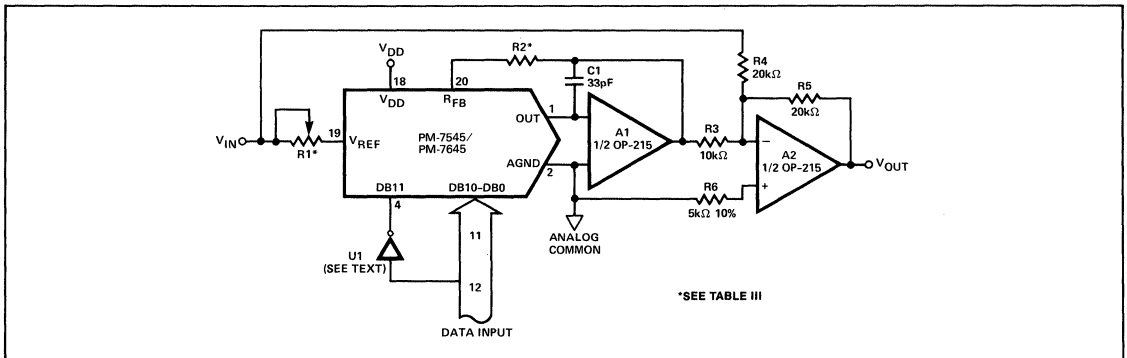 R2*
C1
33pF
R4
20kΩ
R5
20kΩ
VDD
18
VDD
20
RFB
OUT
1
PM-7545/
PM-7645
VIN
R1*
19
VREF
AGND
2
A1
1/2 OP-215
R3
10kΩ
−
A2
1/2 OP-215
+
VOUT
R6
5kΩ 10%
DB11
4
DB10-DB0
ANALOG
COMMON
U1
(SEE TEXT)
11
12
DATA INPUT
*SEE TABLE III